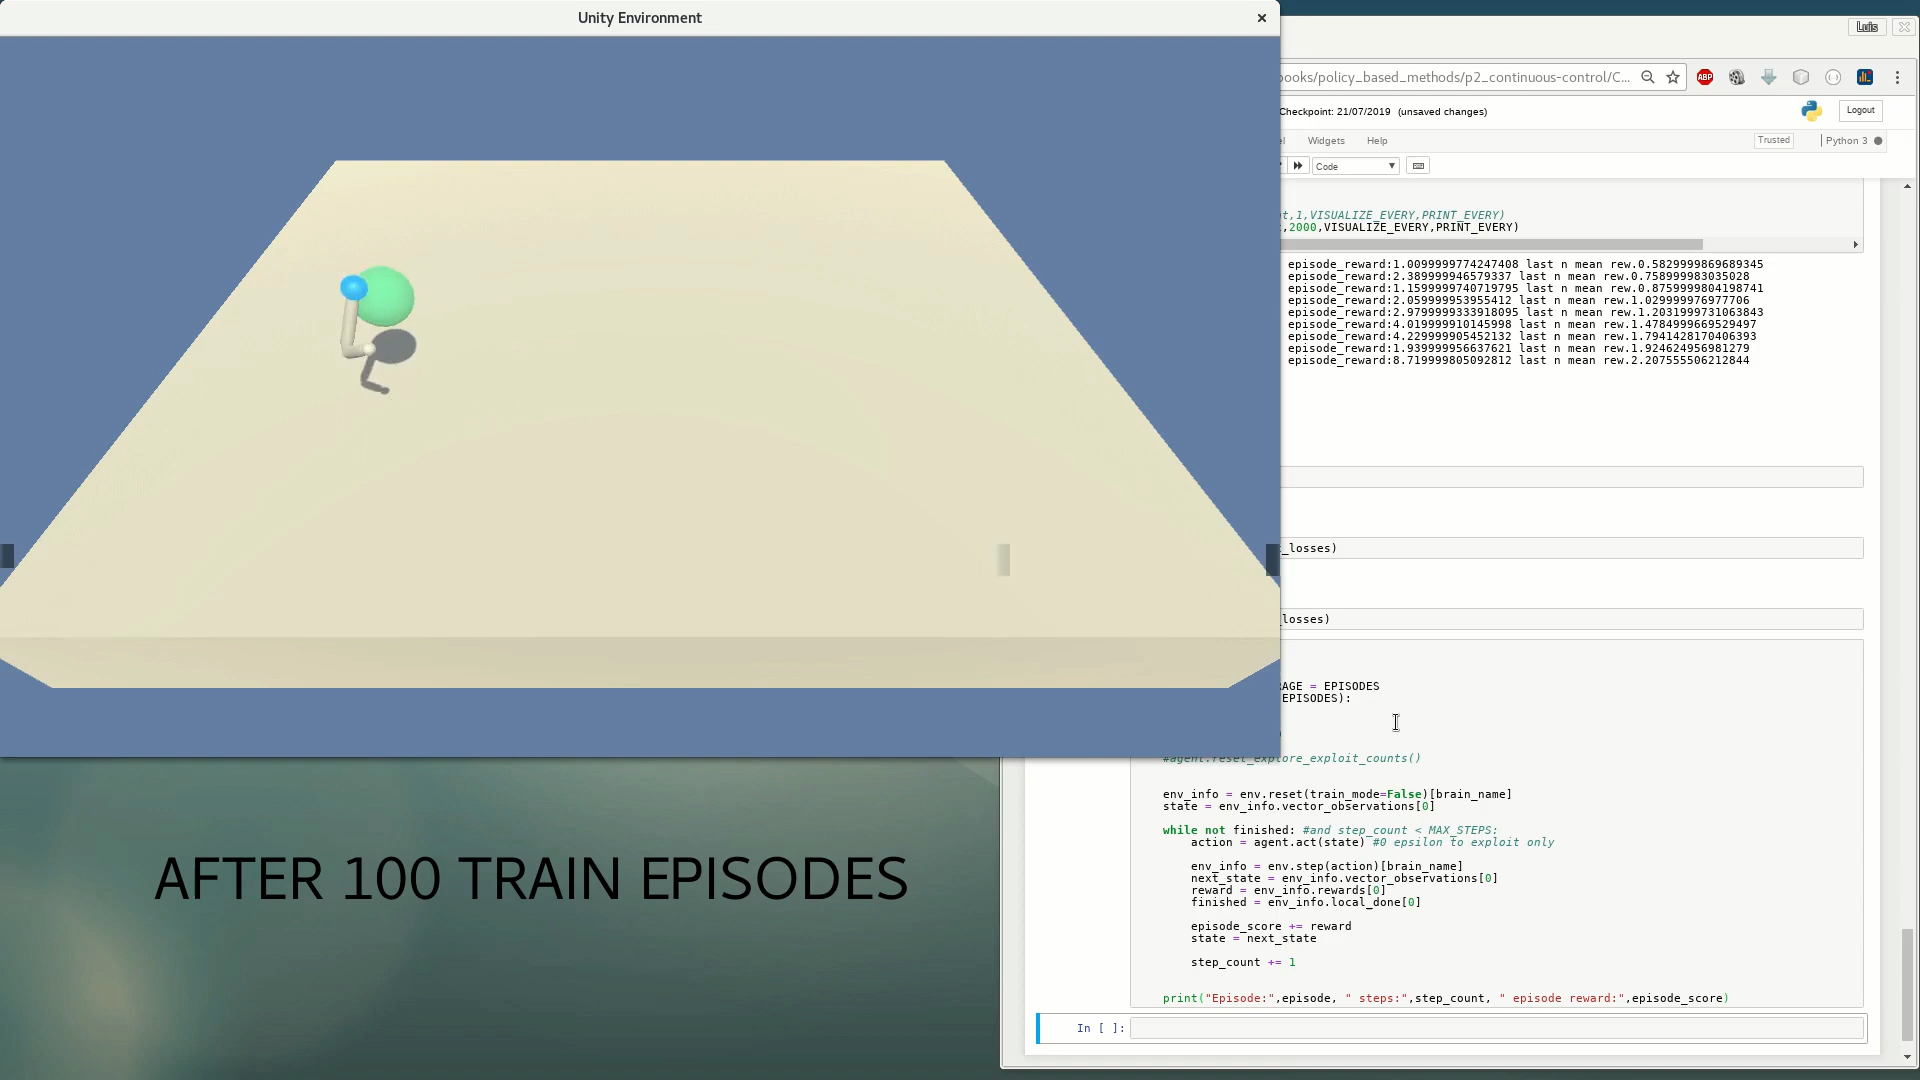 Unity Environment
Luis
ooks/policy_based_methods/p2_continuous-control/C...
ABP
Checkpoint: 21/07/2019 (unsaved changes)
Logout
Widgets Help
Trusted
Python 3
Code
t,1,VISUALIZE_EVERY,PRINT_EVERY)
,2000,VISUALIZE_EVERY,PRINT_EVERY)
episode_reward:1.0099999774247408 last n mean rew.0.5829999869689345
episode_reward:2.389999946579337 last n mean rew.0.758999983035028
episode_reward:1.1599999740719795 last n mean rew.0.8759999804198741
episode_reward:2.059999953955412 last n mean rew.1.029999976977706
episode_reward:2.9799999333918095 last n mean rew.1.2031999731063843
episode_reward:4.019999910145998 last n mean rew.1.4784999669529497
episode_reward:4.229999905452132 last n mean rew.1.7941428170406393
episode_reward:1.939999956637621 last n mean rew.1.924624956981279
episode_reward:8.719999805092812 last n mean rew.2.207555506212844
_losses)
losses)
RAGE = EPISODES
EPISODES):
#agent.reset_explore_exploit_counts()
env_info = env.reset(train_mode=False)[brain_name]
state = env_info.vector_observations[0]
while not finished: #and step_count < MAX_STEPS:
action = agent.act(state) #0 epsilon to exploit only
env_info = env.step(action)[brain_name]
next_state = env_info.vector_observations[0]
reward = env_info.rewards[0]
finished = env_info.local_done[0]
episode_score += reward
state = next_state
step_count += 1
print("Episode:",episode, " steps:",step_count, " episode reward:",episode_score)
In [ ]:
AFTER 100 TRAIN EPISODES